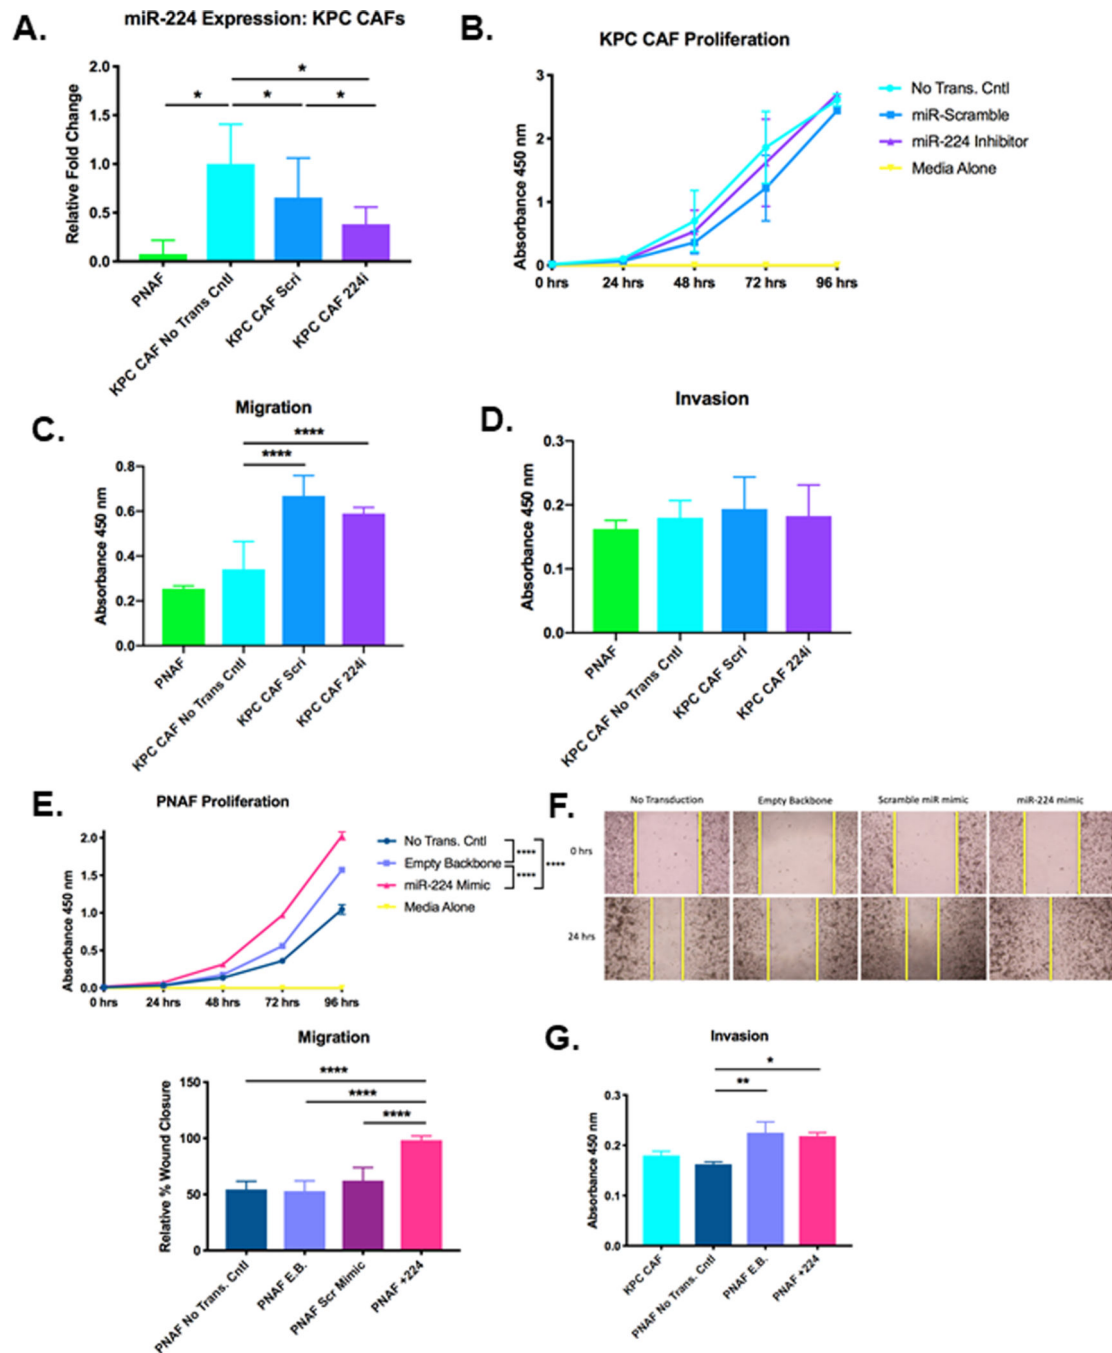 A.
miR-224 Expression: KPC CAFs
Relative Fold Change
2.0
1.5
1.0
0.5
0.0
*
* * *
PNAF
KPC CAF No Trans Cntl
KPC CAF Scri
KPC CAF 224i
B.
KPC CAF Proliferation
Absorbance 450 nm
3
2
1
0
0 hrs 24 hrs 48 hrs 72 hrs 96 hrs
No Trans. Cntl
miR-Scramble
miR-224 Inhibitor
Media Alone
C.
Migration
Absorbance 450 nm
0.8
0.6
0.4
0.2
0.0
****
****
PNAF
KPC CAF No Trans Cntl
KPC CAF Scri
KPC CAF 224i
D.
Invasion
Absorbance 450 nm
0.3
0.2
0.1
0.0
PNAF
KPC CAF No Trans Cntl
KPC CAF Scri
KPC CAF 224i
E.
PNAF Proliferation
Absorbance 450 nm
2.0
1.5
1.0
0.5
0.0
0 hrs 24 hrs 48 hrs 72 hrs 96 hrs
No Trans. Cntl
Empty Backbone
miR-224 Mimic
Media Alone
****
****
****
F.
No Transduction Empty Backbone Scramble miR mimic miR-224 mimic
0 hrs
24 hrs
Migration
Relative % Wound Closure
150
100
50
0
****
****
****
PNAF No Trans. Cntl
PNAF E.B.
PNAF Scr Mimic
PNAF +224
G.
Invasion
Absorbance 450 nm
0.3
0.2
0.1
0.0
*
**
KPC CAF
PNAF No Trans. Cntl
PNAF E.B.
PNAF +224